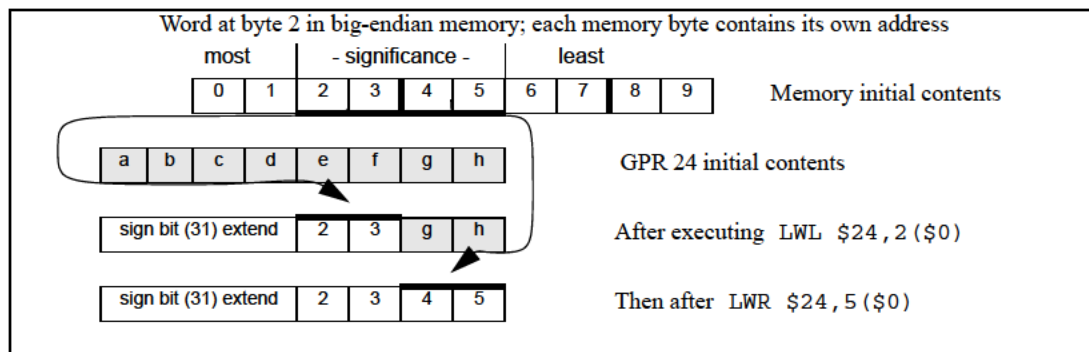 Word at byte 2 in big-endian memory; each memory byte contains its own address
most - significance - least
0 1 2 3 4 5 6 7 8 9 Memory initial contents
a b c d e f g h GPR 24 initial contents
sign bit (31) extend 2 3 g h After executing LWL $24,2($0)
sign bit (31) extend 2 3 4 5 Then after LWR $24,5($0)